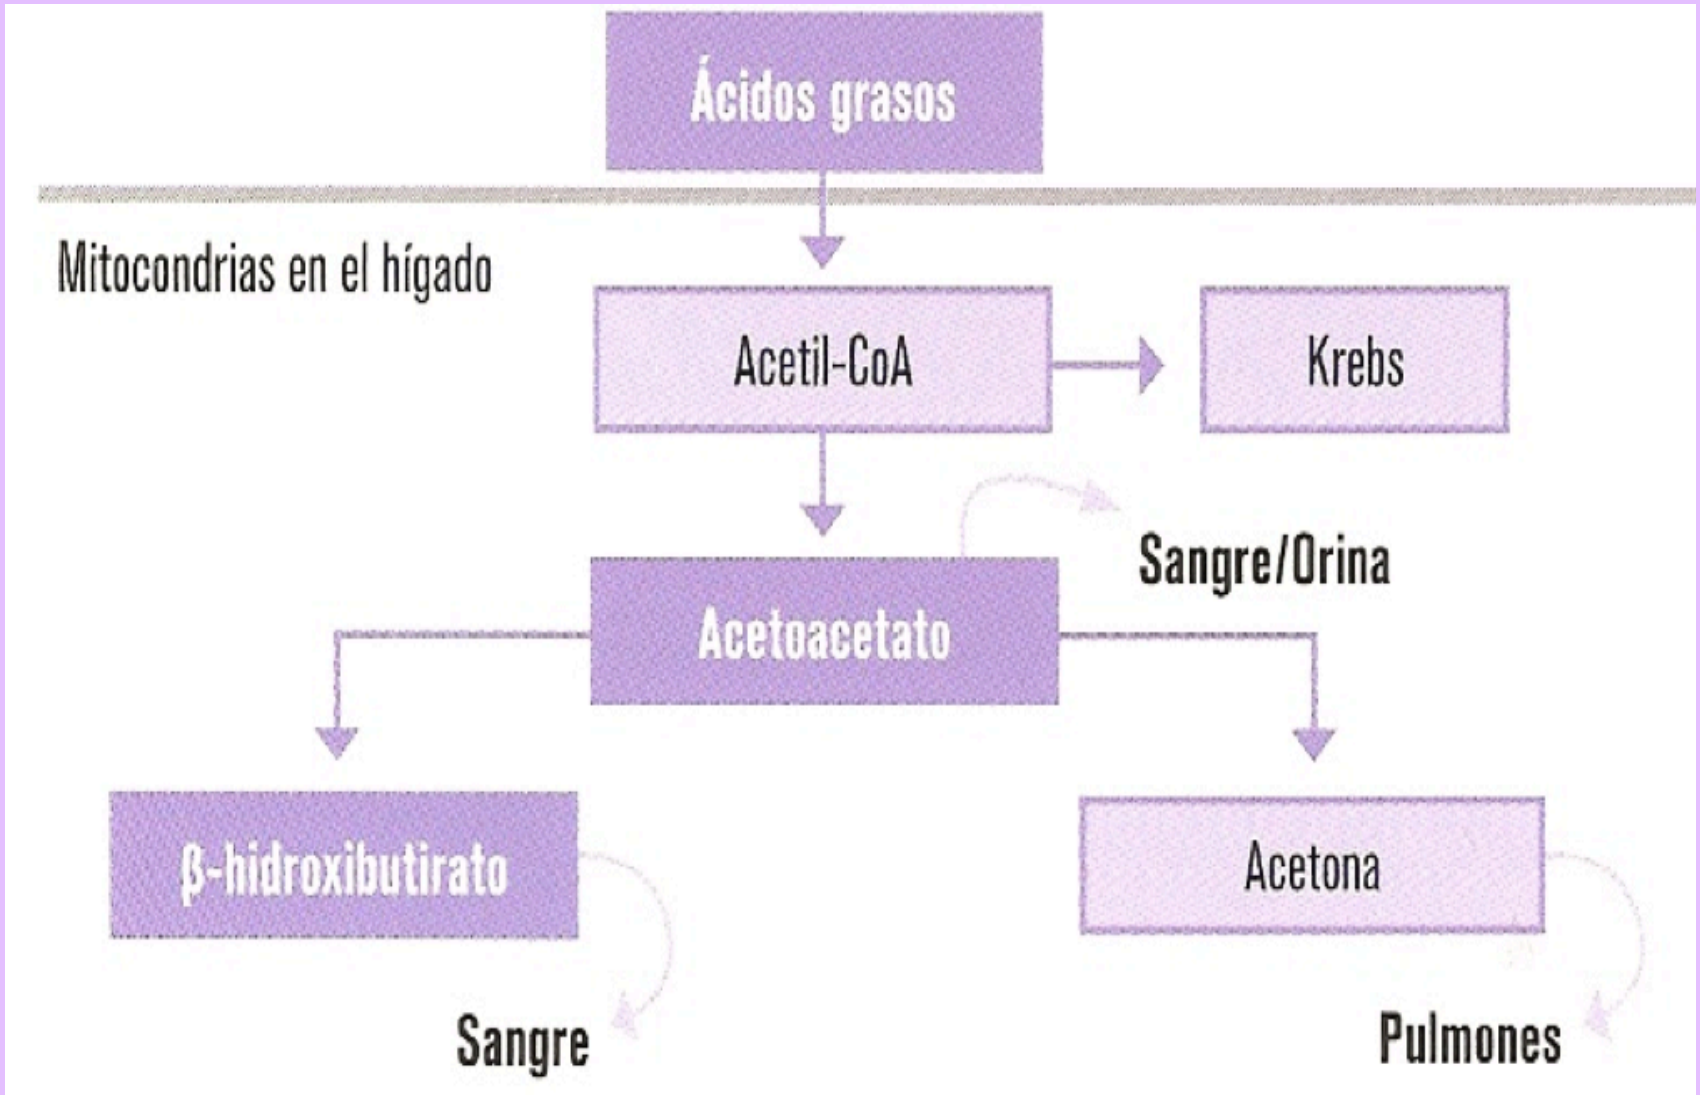 Ácidos grasos
Mitocondrias en el hígado
Acetil-CoA
Krebs
Sangre/Orina
Acetoacetato
β-hidroxibutirato
Acetona
Sangre
Pulmones